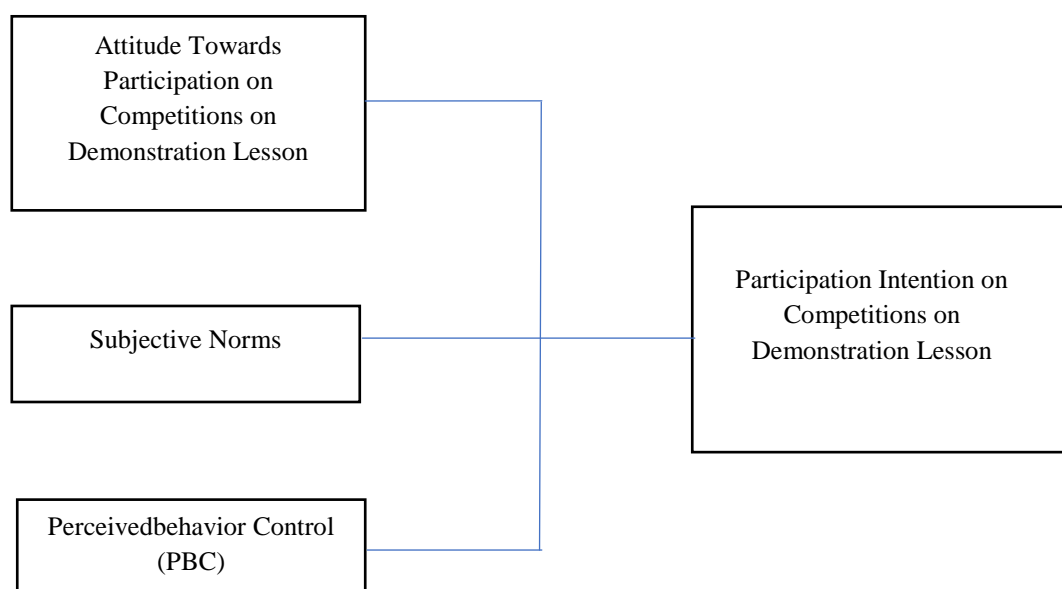 Attitude Towards
Participation on
Competitions on
Demonstration Lesson
Subjective Norms
Perceivedbehavior Control
(PBC)
Participation Intention on
Competitions on
Demonstration Lesson